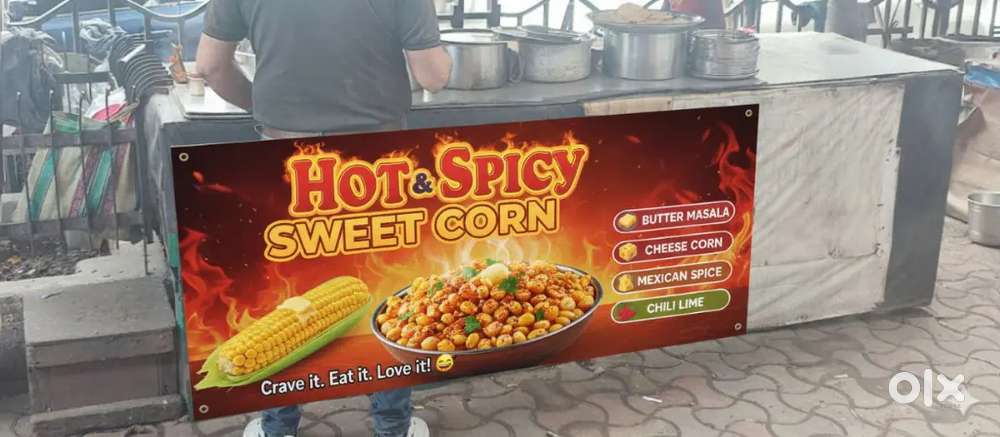 HOT & SPICY
SWEET CORN
BUTTER MASALA
CHEESE CORN
MEXICAN SPICE
CHILI LIME
Crave it. Eat it. Love it! 😆
olx